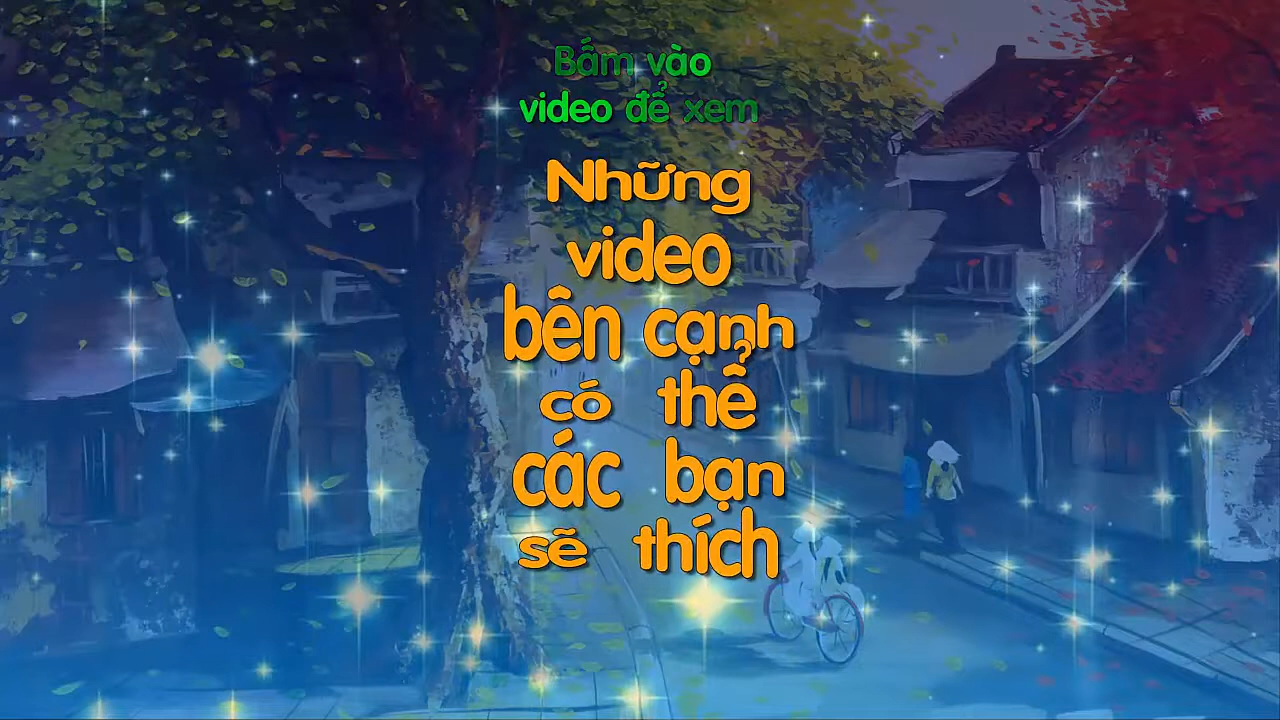 Bấm vào
video để xem
Những
video
bên cạnh
có thể
các bạn
sẽ thích